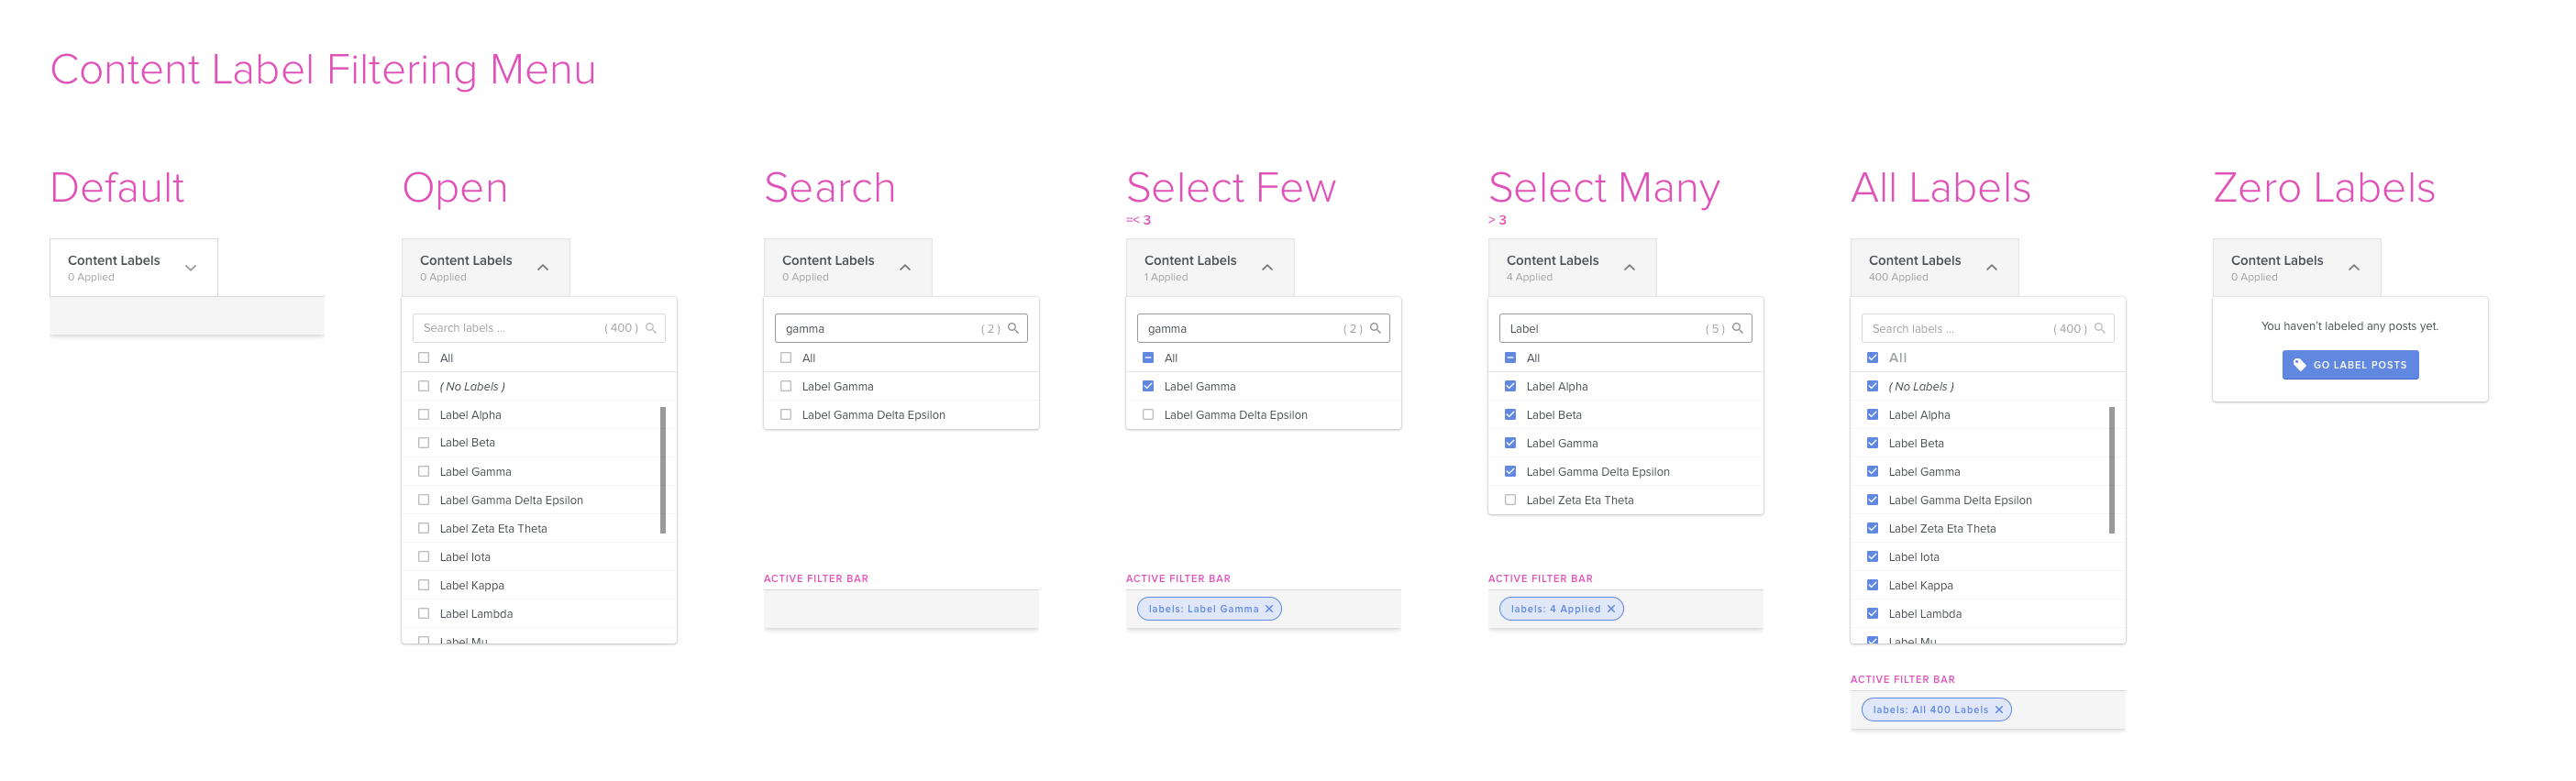 Content Label Filtering Menu
Default
Content Labels
0 Applied
Open
Content Labels
0 Applied
Search labels ... ( 400 )
All
( No Labels )
Label Alpha
Label Beta
Label Gamma
Label Gamma Delta Epsilon
Label Zeta Eta Theta
Label Iota
Label Kappa
Label Lambda
Label Mu
Search
Content Labels
0 Applied
gamma ( 2 )
All
Label Gamma
Label Gamma Delta Epsilon
ACTIVE FILTER BAR
Select Few
=< 3
Content Labels
1 Applied
gamma ( 2 )
All
Label Gamma
Label Gamma Delta Epsilon
ACTIVE FILTER BAR
labels: Label Gamma
Select Many
> 3
Content Labels
4 Applied
Label ( 5 )
All
Label Alpha
Label Beta
Label Gamma
Label Gamma Delta Epsilon
Label Zeta Eta Theta
ACTIVE FILTER BAR
labels: 4 Applied
All Labels
Content Labels
400 Applied
Search labels ... ( 400 )
All
( No Labels )
Label Alpha
Label Beta
Label Gamma
Label Gamma Delta Epsilon
Label Zeta Eta Theta
Label Iota
Label Kappa
Label Lambda
Label Mu
ACTIVE FILTER BAR
labels: All 400 Labels
Zero Labels
Content Labels
0 Applied
You haven't labeled any posts yet.
GO LABEL POSTS